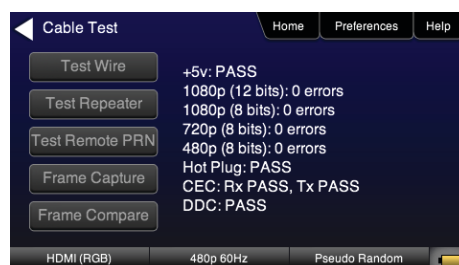 Cable Test
Home
Preferences
Help
Test Wire
Test Repeater
Test Remote PRN
Frame Capture
Frame Compare
+5v: PASS
1080p (12 bits): 0 errors
1080p (8 bits): 0 errors
720p (8 bits): 0 errors
480p (8 bits): 0 errors
Hot Plug: PASS
CEC: Rx PASS, Tx PASS
DDC: PASS
HDMI (RGB)
480p 60Hz
Pseudo Random